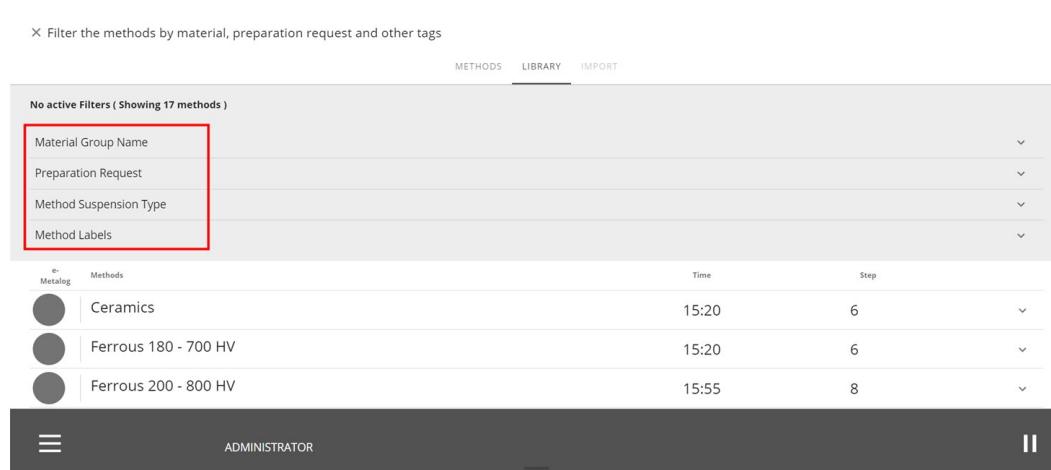 × Filter the methods by material, preparation request and other tags
METHODS LIBRARY IMPORT
No active Filters ( Showing 17 methods )
Material Group Name
Preparation Request
Method Suspension Type
Method Labels
e-Metalog Methods Time Step
Ceramics 15:20 6
Ferrous 180 - 700 HV 15:20 6
Ferrous 200 - 800 HV 15:55 8
ADMINISTRATOR